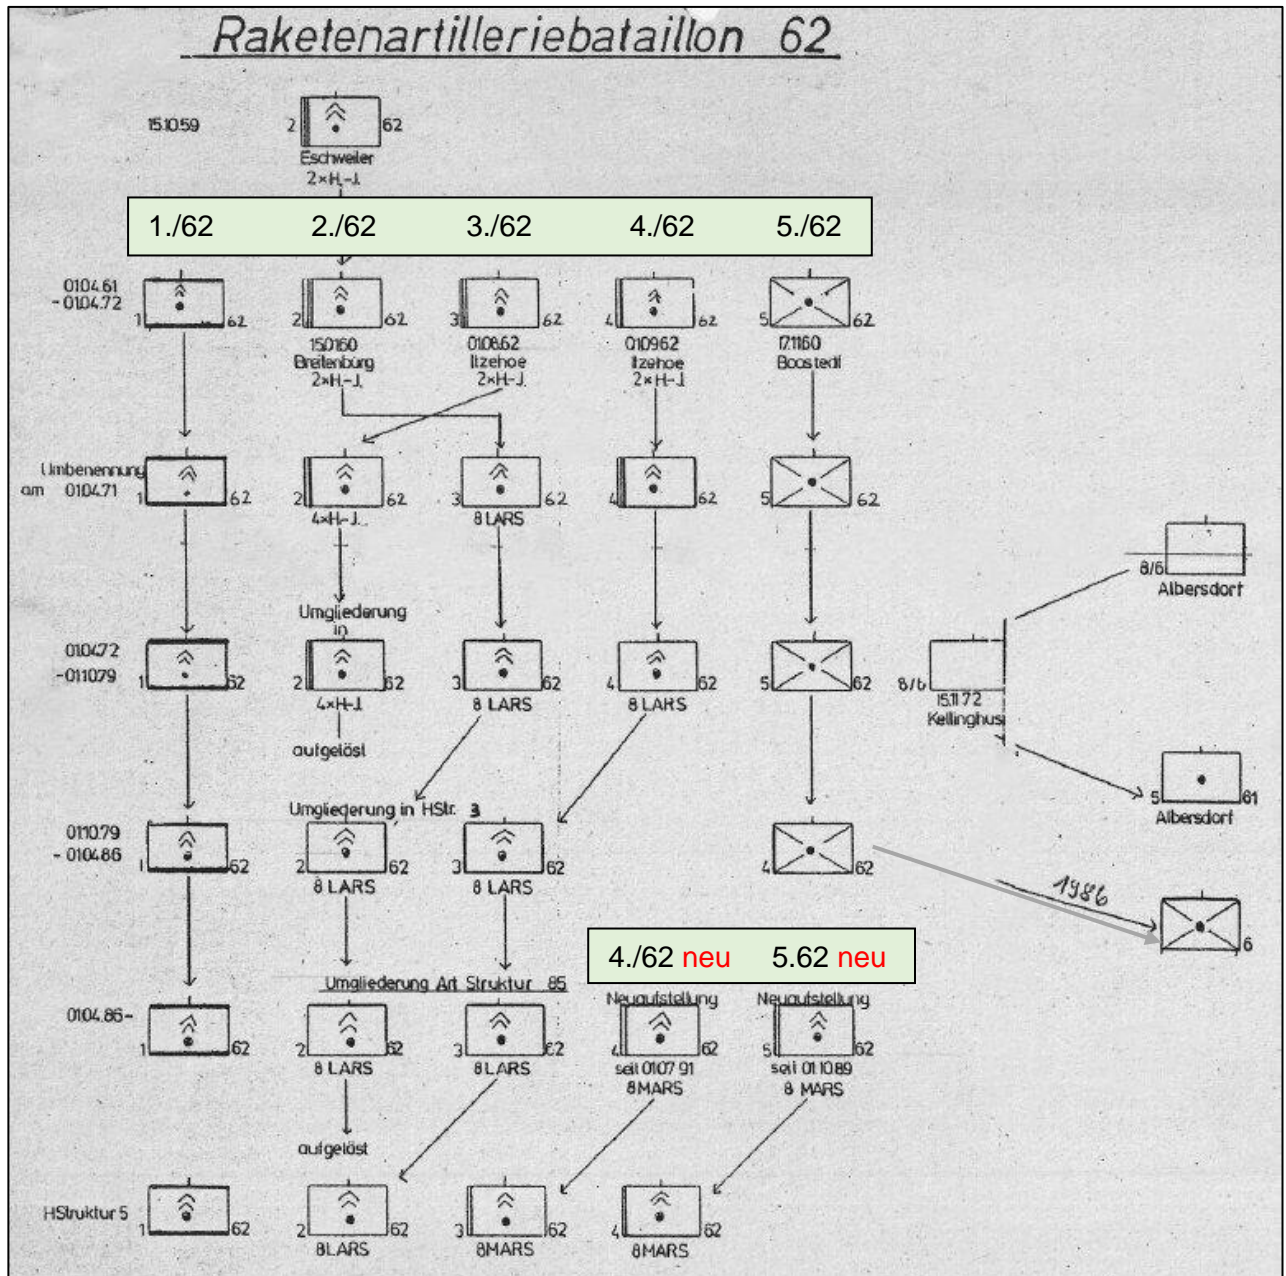 Raketenartilleriebataillon 62
15.10.59
2 62
Eschweiler
2×H.-J.
1./62 2./62 3./62 4./62 5./62
01.04.61
- 01.04.72
1 62 2 62 3 62 4 62 5 62
15.01.60 01.08.62 01.09.62 17.11.60
Breitenburg Itzehoe Itzehoe Boostedt
2×H.-J. 2×H-J. 2×H-J.
Umbenennung
am 01.04.71
1 62 2 62 3 62 4 62 5 62
4×H-J. 8 LARS
8/6
Albersdorf
Umgliederung
in
01.04.72
-01.10.79
1 62 2 62 3 62 4 62 5 62
4×H-J. 8 LARS 8 LARS
8/6
15.11.72
Kellinghus
aufgelöst
5 61
Albersdorf
Umgliederung in HStr. 3
01.10.79
- 01.04.86
1 62 2 62 3 62 4 62
8 LARS 8 LARS
1986
6
4./62 neu 5.62 neu
Umgliederung Art Struktur 85
Neuaufstellung Neuaufstellung
01.04.86-
1 62 2 62 3 62 4 62 5 62
8 LARS 8 LARS seit 01.07.91 seit 01.10.89
8MARS 8 MARS
aufgelöst
HStruktur 5
1 62 2 62 3 62 4 62
8LARS 8MARS 8MARS